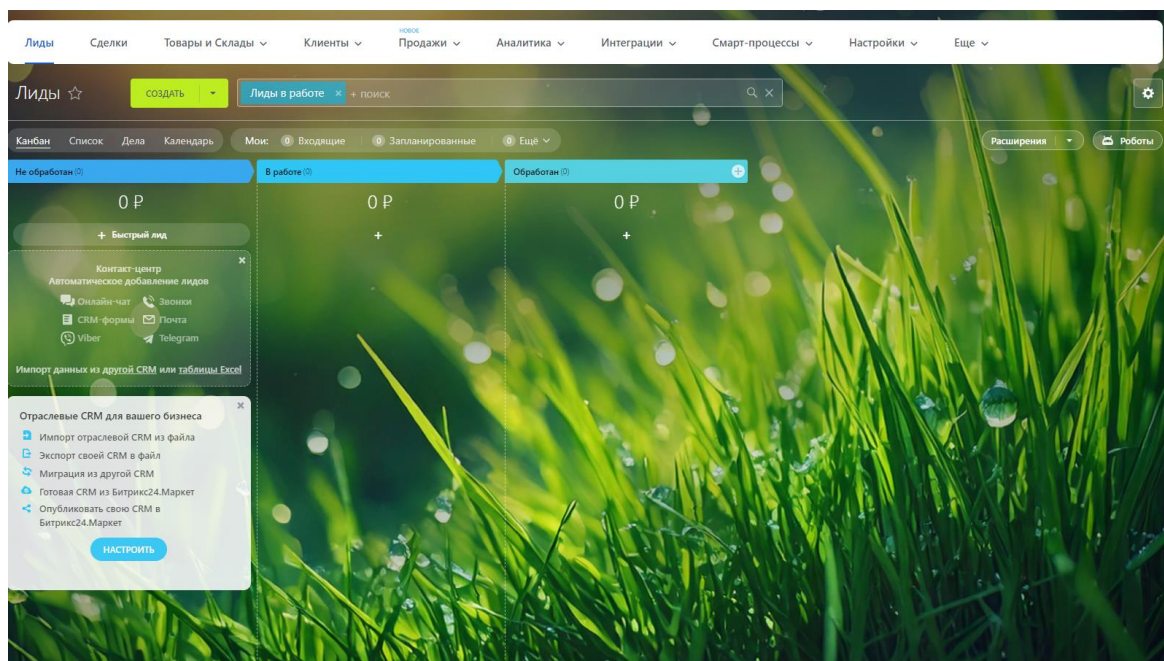 НОВОЕ
Лиды Сделки Товары и Склады Клиенты Продажи Аналитика Интеграции Смарт-процессы Настройки Еще
Лиды СОЗДАТЬ Лиды в работе × + поиск
Канбан Список Дела Календарь Мои: 0 Входящие 0 Запланированные 0 Ещё Расширения Роботы
Не обработан (0) В работе (0) Обработан (0)
0 ₽ 0 ₽ 0 ₽
+ Быстрый лид + +
Контакт-центр
Автоматическое добавление лидов
Онлайн-чат Звонки
CRM-формы Почта
Viber Telegram
Импорт данных из другой CRM или таблицы Excel
Отраслевые CRM для вашего бизнеса
Импорт отраслевой CRM из файла
Экспорт своей CRM в файл
Миграция из другой CRM
Готовая CRM из Битрикс24.Маркет
Опубликовать свою CRM в
Битрикс24.Маркет
НАСТРОИТЬ